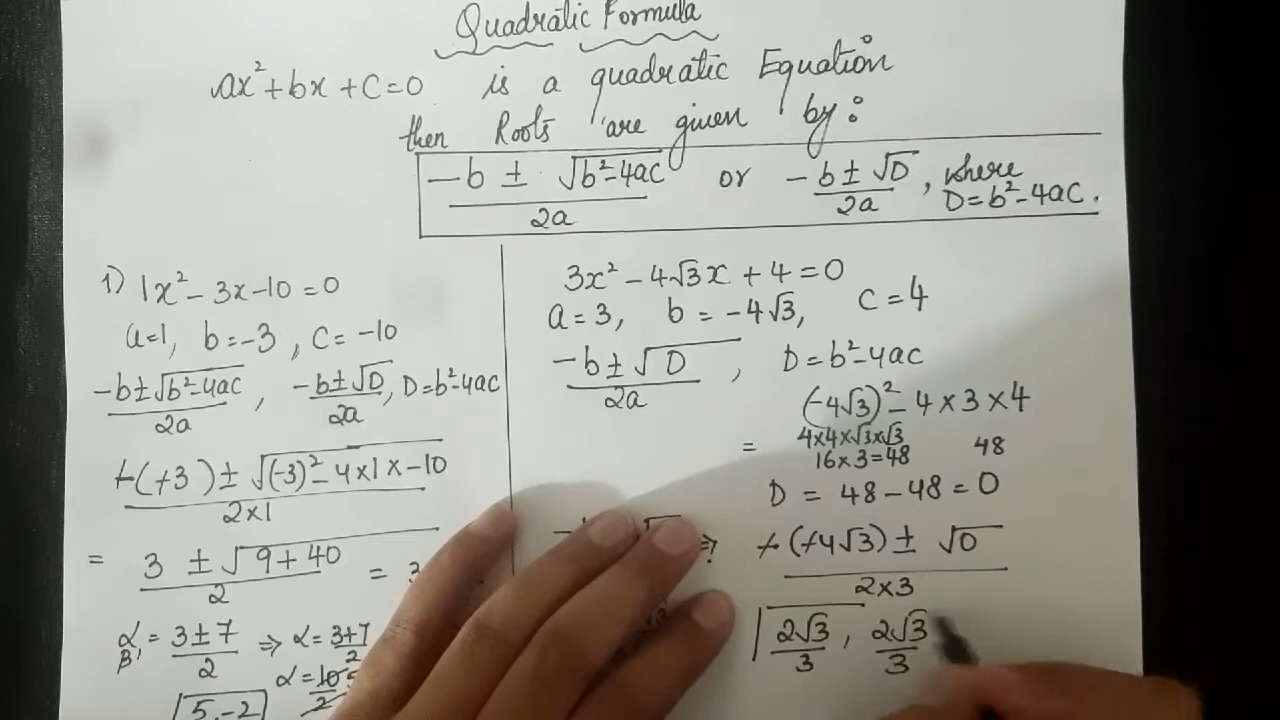 Quadratic Formula
ax²+bx+c=0 is a quadratic Equation
then Roots are given by:
-b ± √b²-4ac / 2a or -b±√D / 2a, where D=b²-4ac.
1) 1x²-3x-10=0
a=1, b=-3, c=-10
-b±√b²-4ac / 2a, -b±√D / 2a, D=b²-4ac
-(+3) ± √(-3)²-4×1×-10 / 2×1
= 3 ±√9+40 / 2 = 3
α, β = 3±7 / 2 ⇒ α = 3+7 / 2
α = 10 / 2 5
5,-2
3x²-4√3x+4=0
a=3, b=-4√3, c=4
-b±√D / 2a, D=b²-4ac
(-4√3)²-4×3×4
= 4×4×√3×√3
16×3=48 48
D = 48-48=0
⇒ -(-4√3) ± √0 / 2×3
2√3 / 3, 2√3 / 3